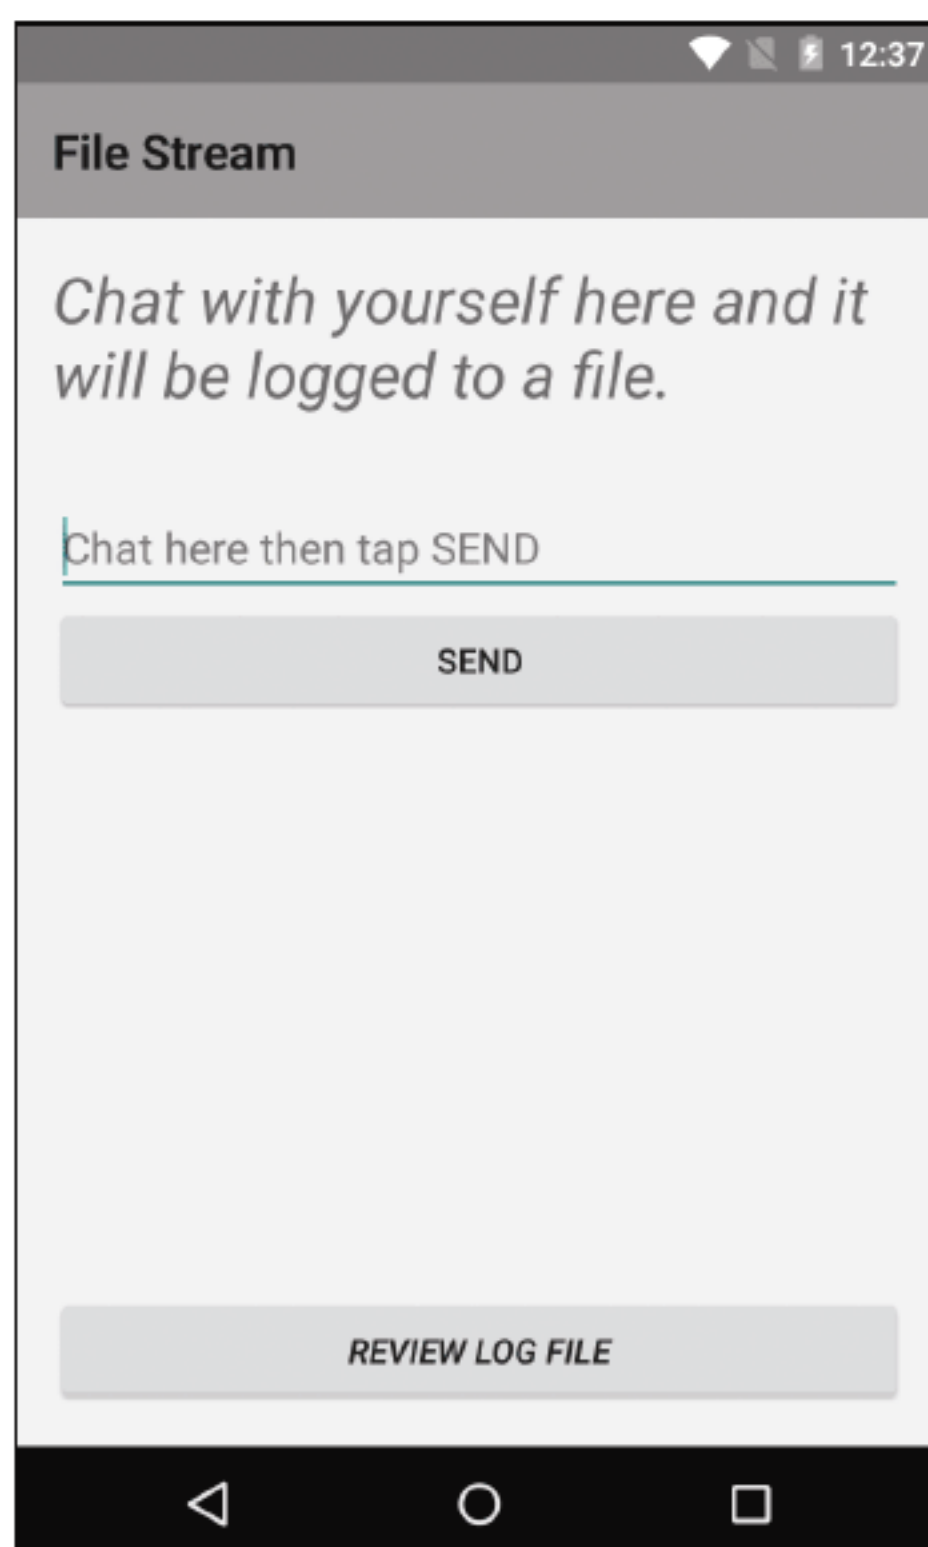 12:37
File Stream
Chat with yourself here and it
will be logged to a file.
Chat here then tap SEND
SEND
REVIEW LOG FILE